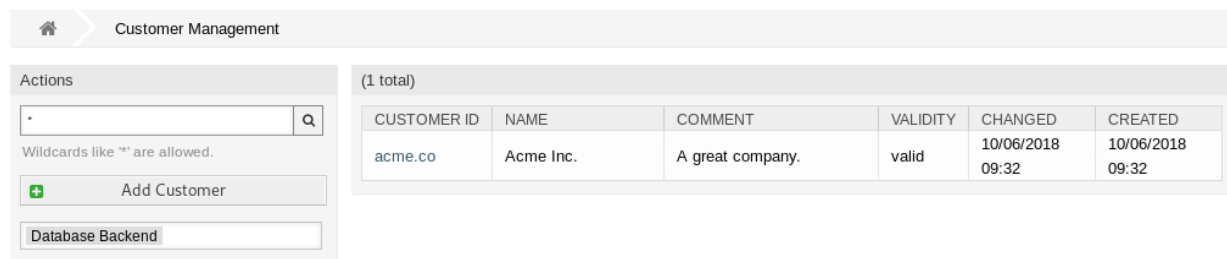 Customer Management
Actions
*
Wildcards like '*' are allowed.
Add Customer
Database Backend
(1 total)
CUSTOMER ID NAME COMMENT VALIDITY CHANGED CREATED
acme.co Acme Inc. A great company. valid 10/06/2018 09:32 10/06/2018 09:32